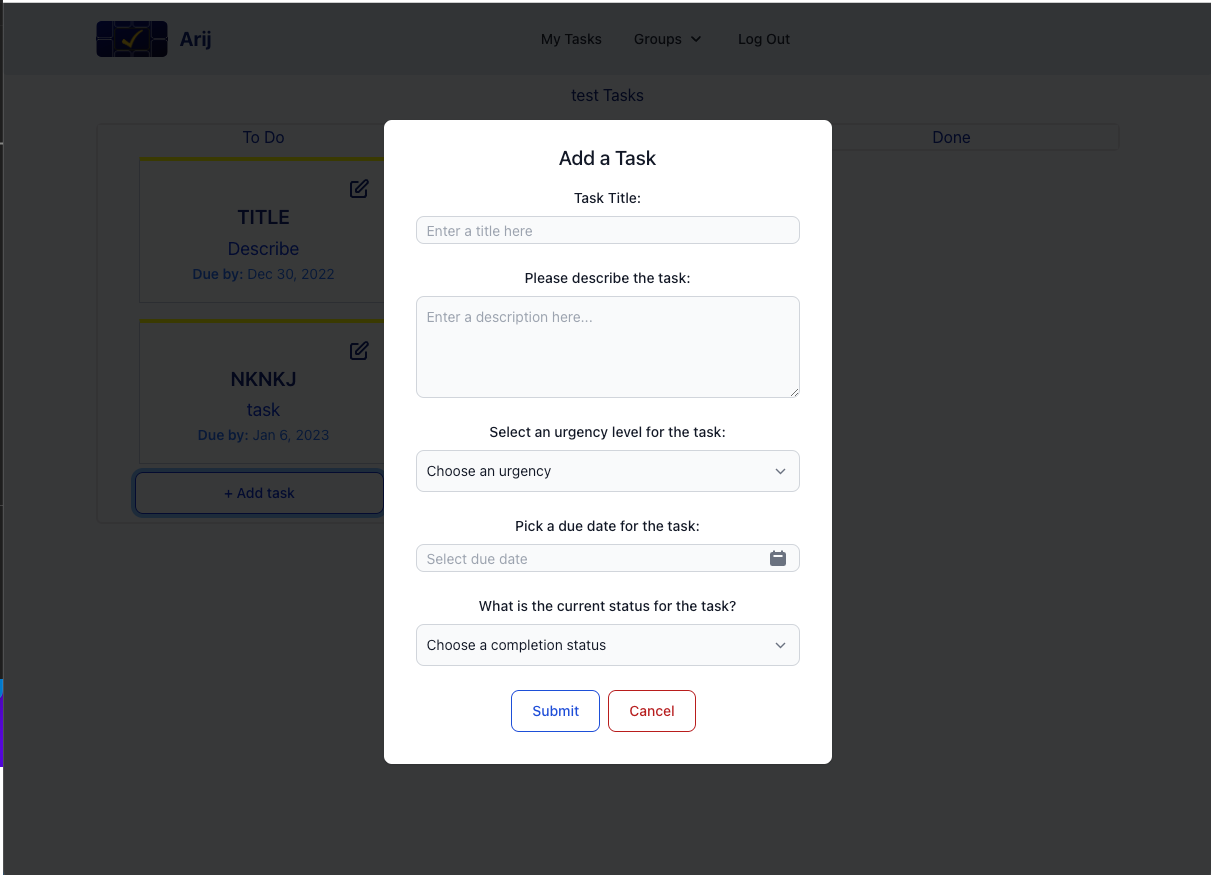 Arij
My Tasks
Groups
Log Out
test Tasks
To Do
Done
TITLE
Describe
Due by: Dec 30, 2022
NKNKJ
task
Due by: Jan 6, 2023
+ Add task
Add a Task
Task Title:
Enter a title here
Please describe the task:
Enter a description here...
Select an urgency level for the task:
Choose an urgency
Pick a due date for the task:
Select due date
What is the current status for the task?
Choose a completion status
Submit
Cancel